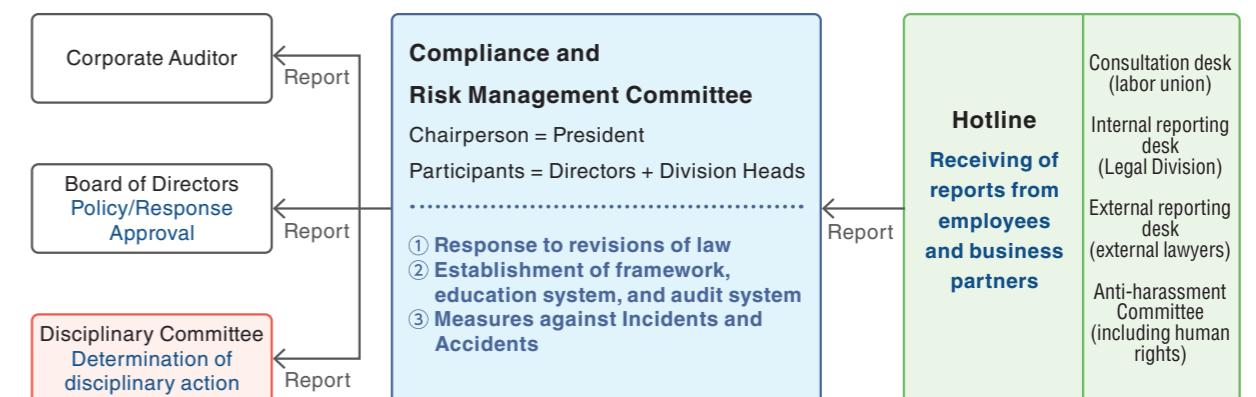 Corporate Auditor
Report
Board of Directors
Policy/Response
Approval
Report
Disciplinary Committee
Determination of
disciplinary action
Report
Compliance and
Risk Management Committee
Chairperson = President
Participants = Directors + Division Heads
① Response to revisions of law
② Establishment of framework,
education system, and audit system
③ Measures against Incidents and
Accidents
Report
Hotline
Receiving of
reports from
employees
and business
partners
Consultation desk
(labor union)
Internal reporting
desk
(Legal Division)
External reporting
desk
(external lawyers)
Anti-harassment
Committee
(including human
rights)